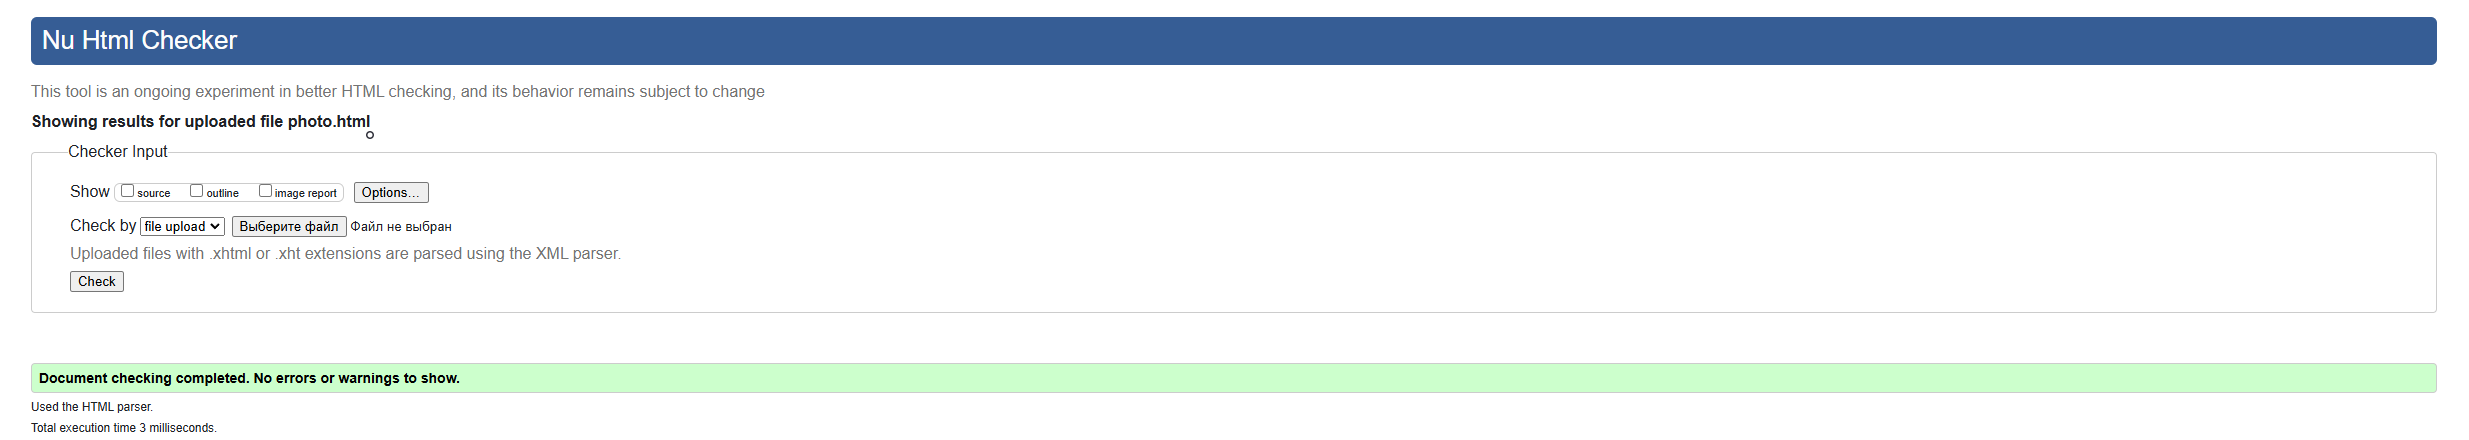 Nu Html Checker
This tool is an ongoing experiment in better HTML checking, and its behavior remains subject to change
Showing results for uploaded file photo.html
Checker Input
Show source outline image report Options...
Check by file upload Выберите файл Файл не выбран
Uploaded files with .xhtml or .xht extensions are parsed using the XML parser.
Check
Document checking completed. No errors or warnings to show.
Used the HTML parser.
Total execution time 3 milliseconds.